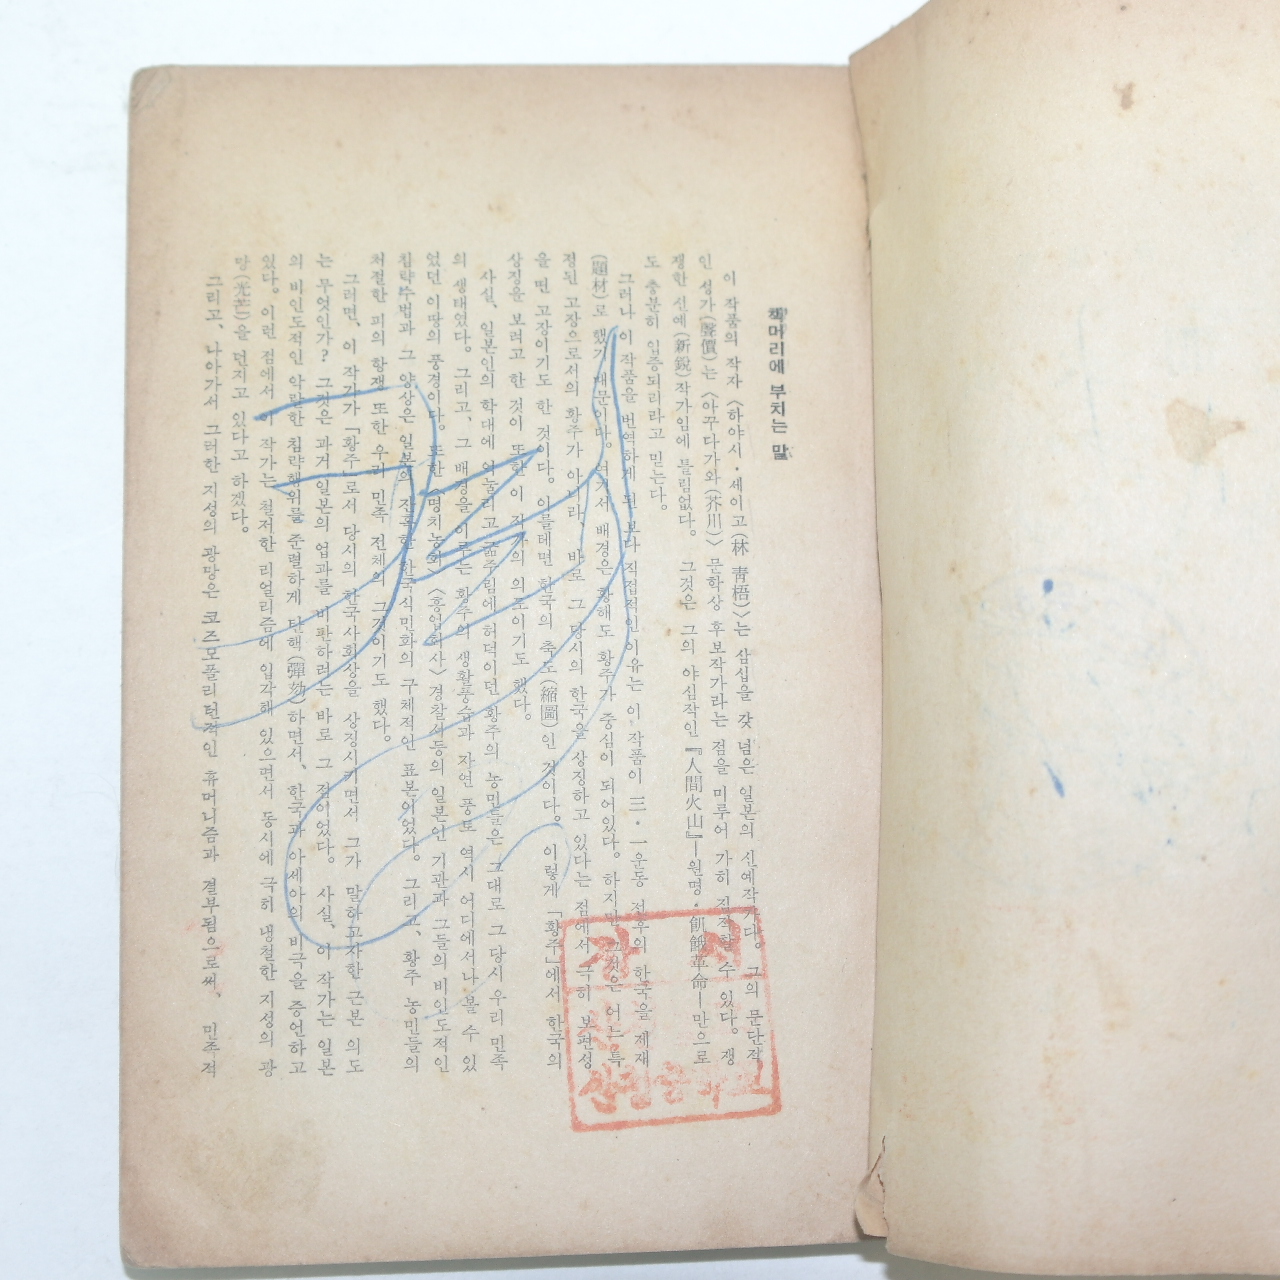 책머리에 부치는 말
이 작품의 작자 〈하야시·세이고(林 靑梧)〉는 삼십을 갖 넘은 일본의 신예작가다. 그의 문단적
인 성가(聲價)는 〈아꾸다가와(芥川)〉 문학상 후보작가라는 점을 미루어 가히 짐작할 수 있다. 쟁
쟁한 신예(新銳)작가임에 틀림없다. 그것은 그의 야심작인 『人間火山』—원명·飢餓革命—만으로
도 충분히 입증되리라고 믿는다.
그러나 이 작품을 번역하게 된 보다 직접적인 이유는 이 작품이 三·一운동 전후의 한국을 제재
(題材)로 했기 때문이다. 여기서 배경은 황해도 황주가 중심이 되어있다. 하지만 그것은 어느 특
정된 고장으로서의 황주가 아니라, 바로 그 당시의 한국을 상징하고 있다는 점에서 극히 보편성
을 띤 고장이기도 한 것이다. 이를테면 한국의 축도(縮圖)인 것이다. 이렇게 「황주」에서 한국의
상징을 보려고 한 것이 또한 이 작가의 의도이기도 했다.
사실, 일본인의 학대에 억눌리고 굶주림에 허덕이던 황주의 농민들은 그대로 그 당시 우리 민족
의 생태였다. 그리고, 그 배경을 이루는 황주의 생활풍습과 자연 풍토 역시 어디에서나 볼 수 있
었던 이땅의 풍경이다. 또한 〈명치농회〉 〈흥업회사〉 경찰서등의 일본인 기관과 그들의 비인도적인
침략수법과 그 양상은 일본의 잔혹한 한국식민화의 구체적인 표본이었다. 그리고, 황주 농민들의
처절한 피의 항쟁 또한 우리 민족 전체의 그것이기도 했다.
그러면, 이 작가가 「황주」로서 당시의 한국사회상을 상징시키면서 그가 말하고자한 근본 의도
는 무엇인가? 그것은 과거 일본의 업과를 비판하려는 바로 그 점이었다. 사실, 이 작가는 일본
의 비인도적인 악랄한 침략행위를 준렬하게 탄핵(彈劾)하면서, 한국과 아세아의 비극을 증언하고
있다. 이런 점에서 이 작가는 철저한 리얼리즘에 입각해 있으면서 동시에 극히 냉철한 지성의 광
망(光芒)을 던지고 있다고 하겠다.
그리고, 나아가서 그러한 지성의 광망은 코즈모폴리턴적인 휴머니즘과 결부됨으로써, 민족적